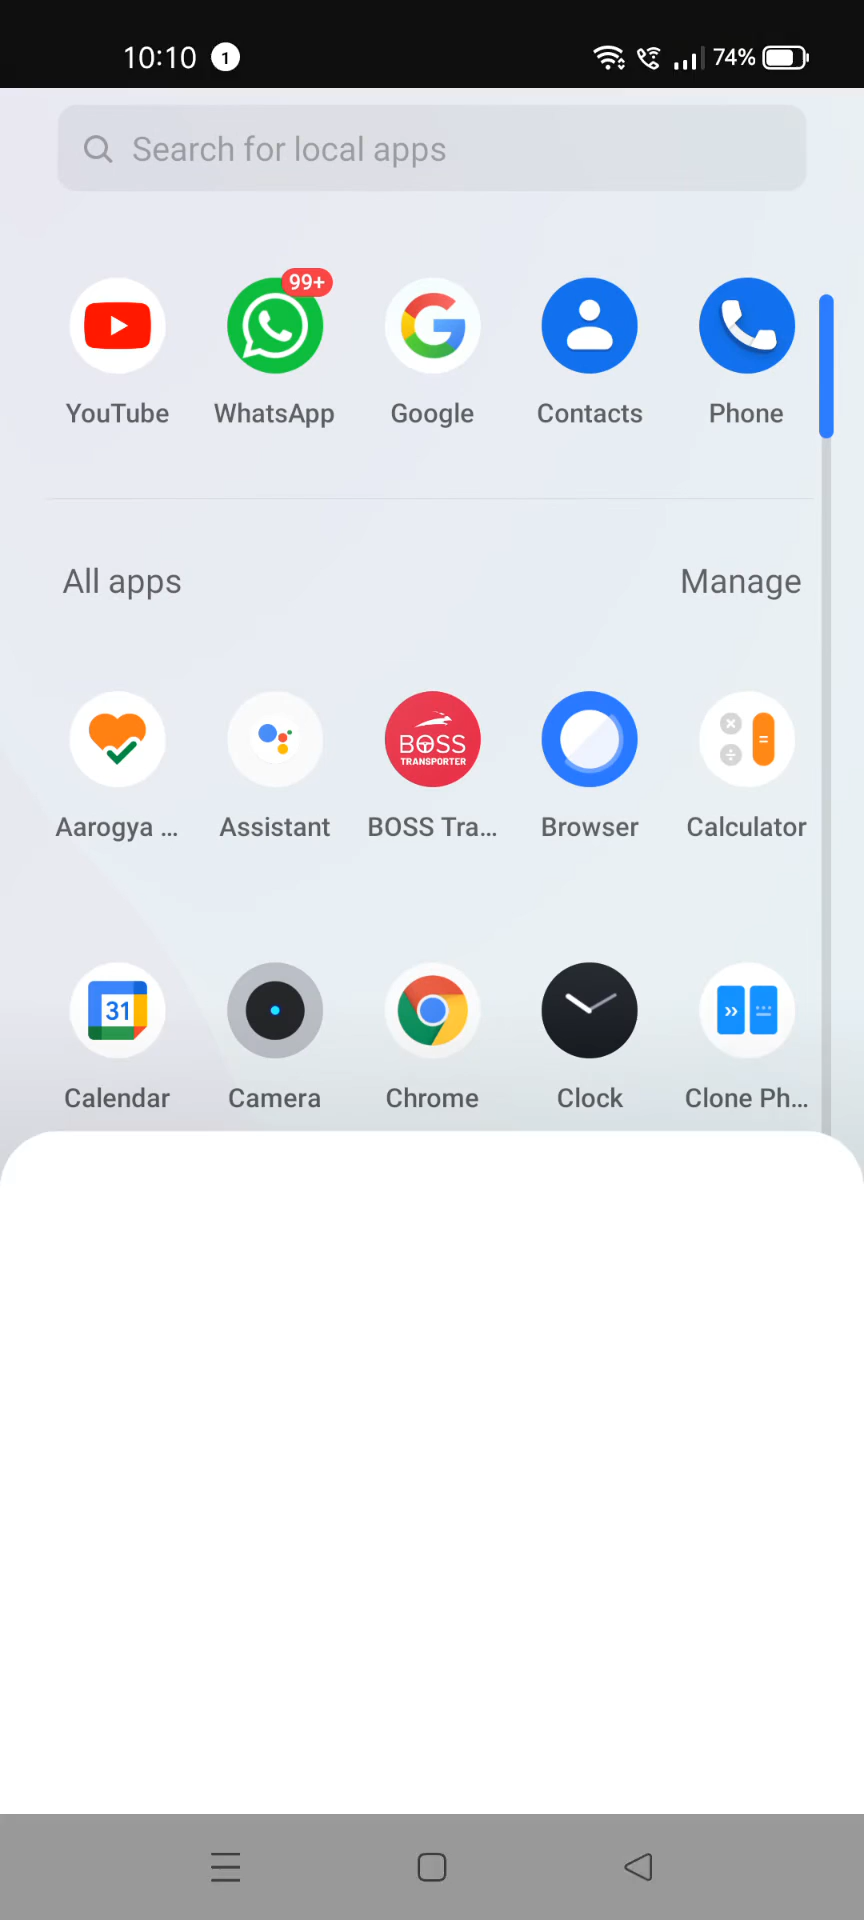 10:10 1 74%
Search for local apps
99+
YouTube WhatsApp Google Contacts Phone
All apps Manage
BOSS
TRANSPORTER
Aarogya ... Assistant BOSS Tra... Browser Calculator
31
Calendar Camera Chrome Clock Clone Ph...